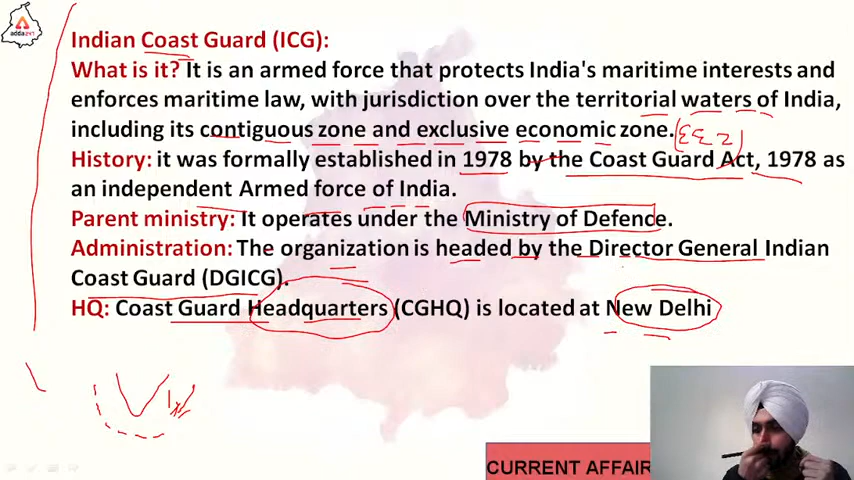 adda247
Indian Coast Guard (ICG):
What is it? It is an armed force that protects India's maritime interests and
enforces maritime law, with jurisdiction over the territorial waters of India,
including its contiguous zone and exclusive economic zone.
(EEZ)
History: it was formally established in 1978 by the Coast Guard Act, 1978 as
an independent Armed force of India.
Parent ministry: It operates under the Ministry of Defence.
Administration: The organization is headed by the Director General Indian
Coast Guard (DGICG).
HQ: Coast Guard Headquarters (CGHQ) is located at New Delhi
CURRENT AFFAIR